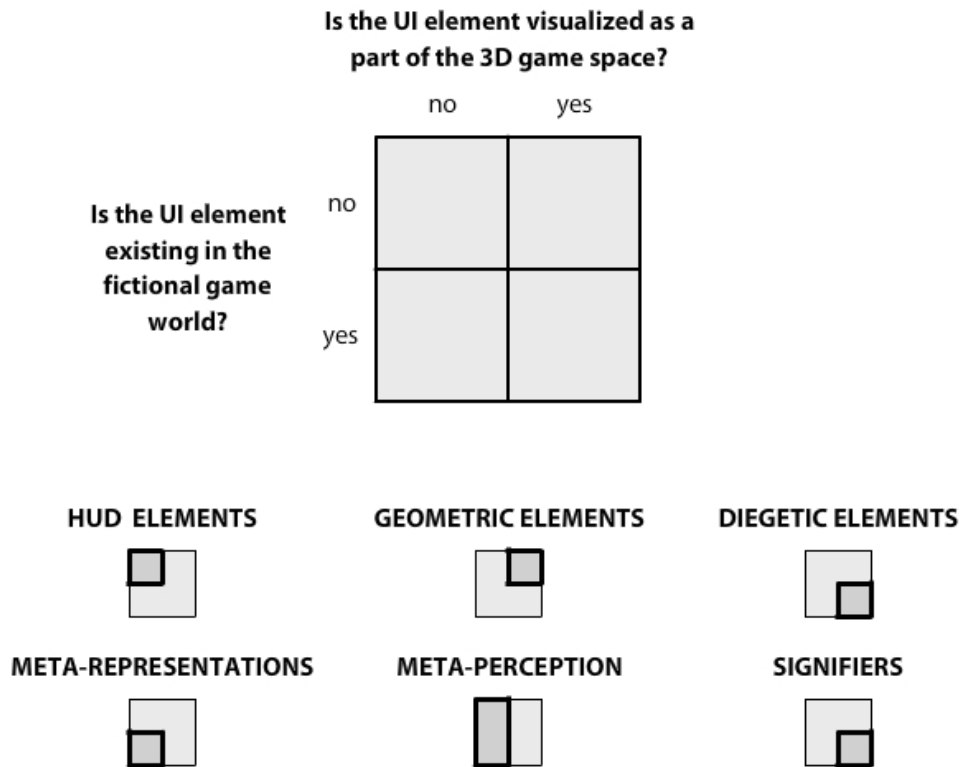 Is the UI element visualized as a
part of the 3D game space?
no yes
Is the UI element
existing in the
fictional game
world?
no
yes
HUD ELEMENTS GEOMETRIC ELEMENTS DIEGETIC ELEMENTS
META-REPRESENTATIONS META-PERCEPTION SIGNIFIERS